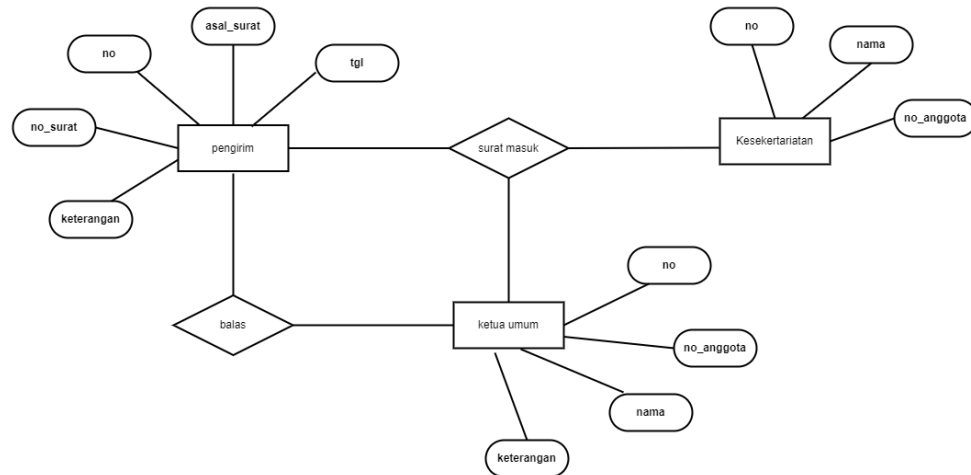 asal_surat
no
tgl
no_surat
pengirim
keterangan
surat masuk
no
nama
no_anggota
Kesekertariatan
balas
ketua umum
no
no_anggota
nama
keterangan